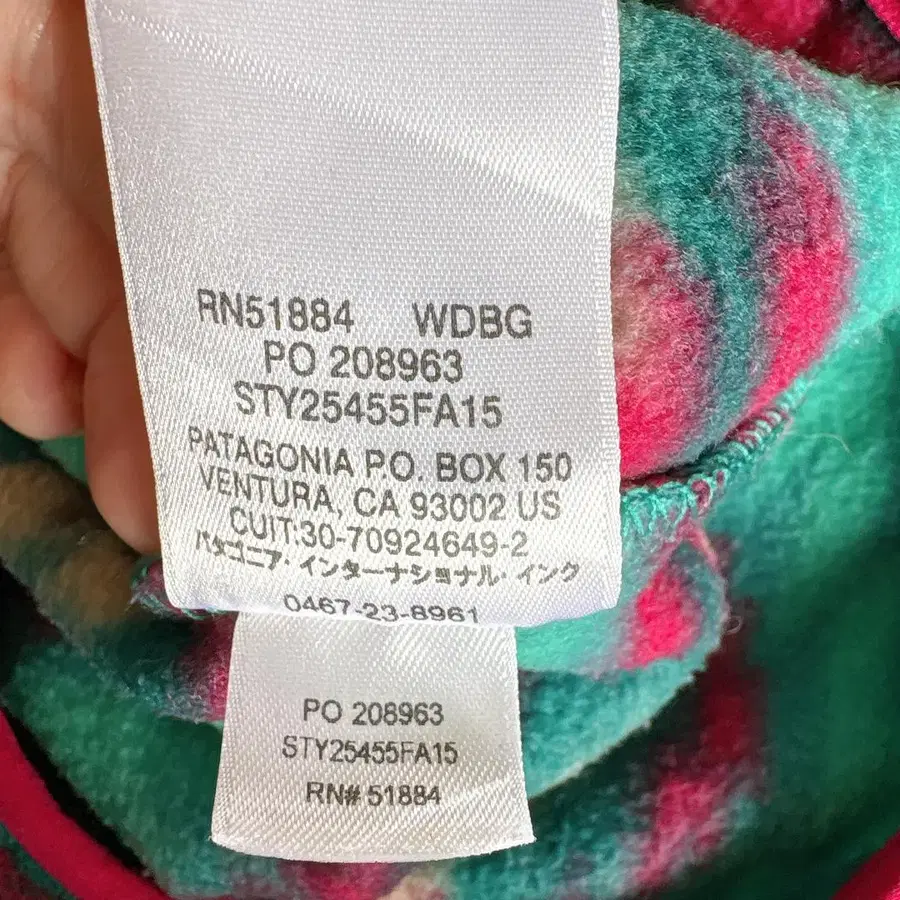 RN51884 WDBG
PO 208963
STY25455FA15
PATAGONIA P.O. BOX 150
VENTURA, CA 93002 US
CUIT:30-70924649-2
パタゴニア・インターナショナル・インク
0467-23-8961
PO 208963
STY25455FA15
RN# 51884